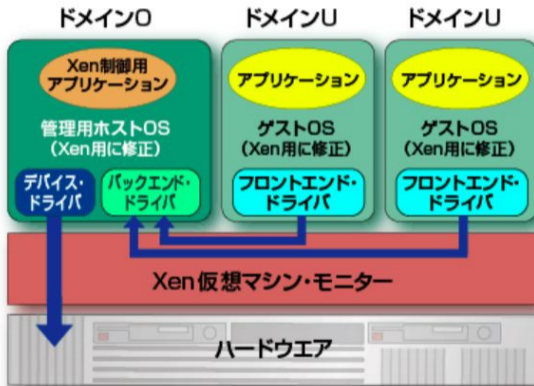 ドメイン0
ドメインU
ドメインU
Xen制御用
アプリケーション
管理用ホストOS
(Xen用に修正)
デバイス・
ドライバ
バックエンド・
ドライバ
アプリケーション
ゲストOS
(Xen用に修正)
フロントエンド・
ドライバ
アプリケーション
ゲストOS
(Xen用に修正)
フロントエンド・
ドライバ
Xen仮想マシン・モニター
ハードウエア